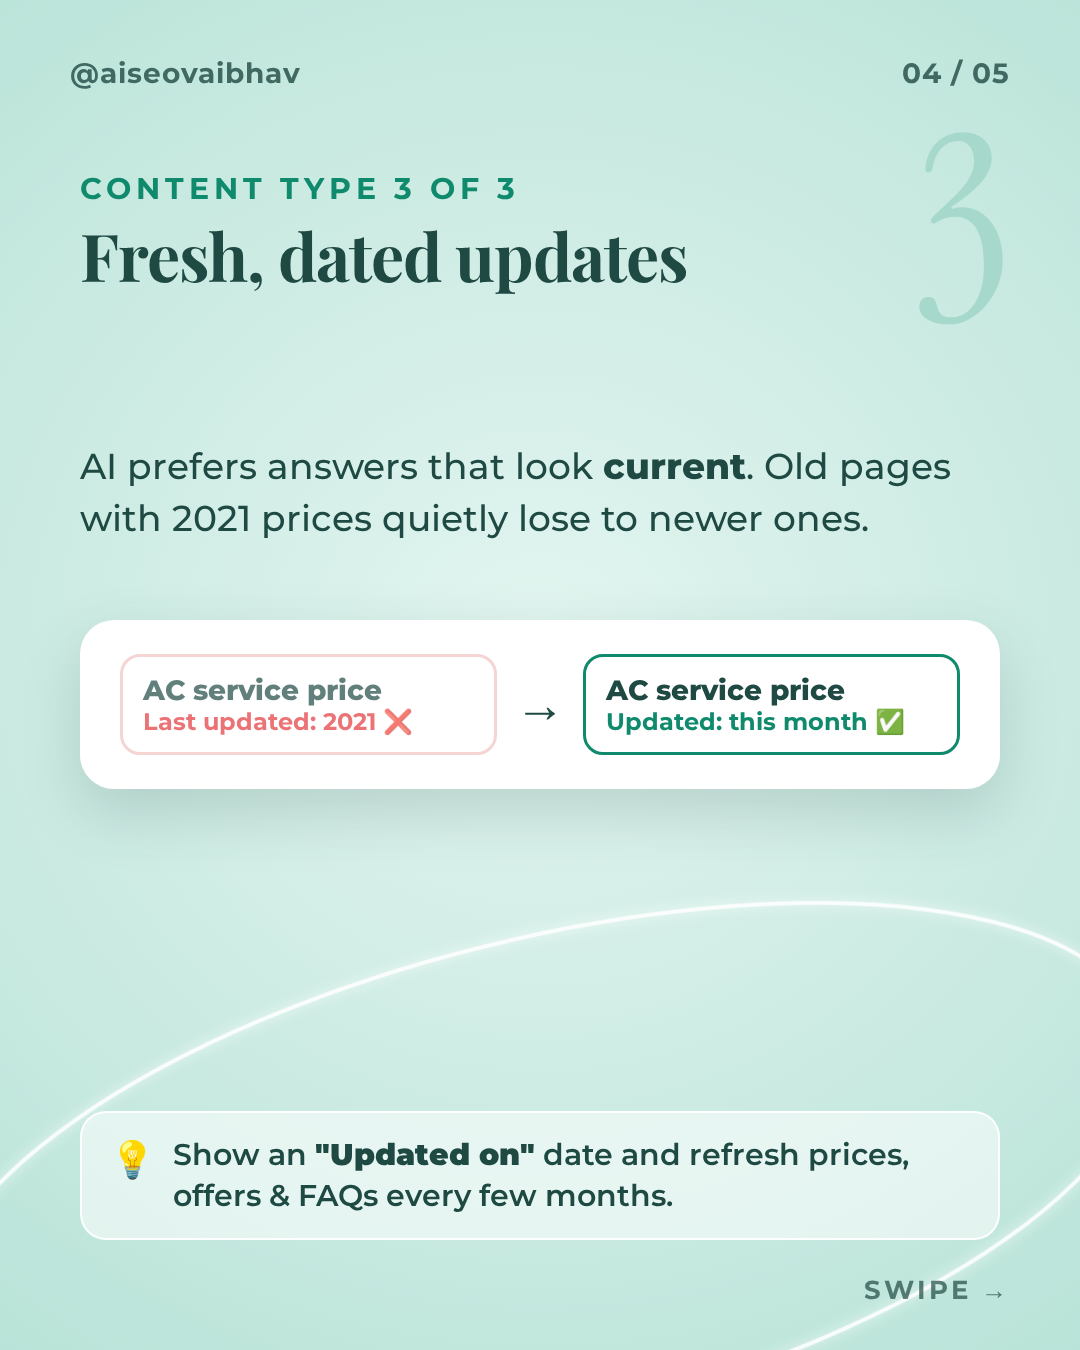 @aiseovaibhav
04 / 05
3
CONTENT TYPE 3 OF 3
Fresh, dated updates
AI prefers answers that look current. Old pages
with 2021 prices quietly lose to newer ones.
AC service price
Last updated: 2021 ❌
→
AC service price
Updated: this month ✅
💡 Show an "Updated on" date and refresh prices,
offers & FAQs every few months.
SWIPE →